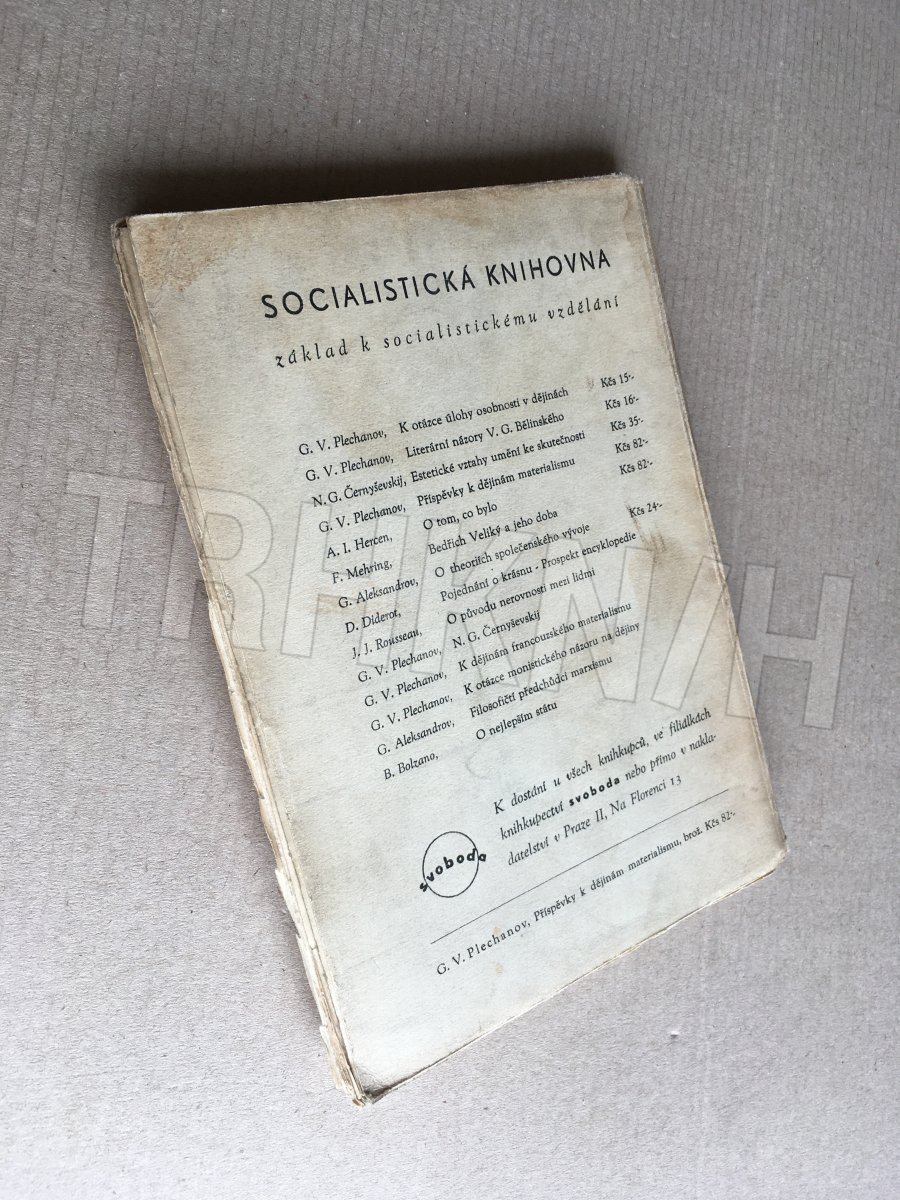 SOCIALISTICKÁ KNIHOVNA
základ k socialistickému vzdělání
G. V. Plechanov, K otázce úlohy osobnosti v dějinách Kčs 15·-
G. V. Plechanov, Literární názory V. G. Bělinského Kčs 16·-
N. G. Černyševskij, Estetické vztahy umění ke skutečnosti Kčs 35·-
G. V. Plechanov, Příspěvky k dějinám materialismu Kčs 82·-
A. I. Hercen, O tom, co bylo Kčs 82·-
F. Mehring, Bedřich Veliký a jeho doba
G. Aleksandrov, O theoriích společenského vývoje Kčs 24·-
D. Diderot, Pojednání o krásnu - Prospekt encyklopedie
J. J. Rousseau, O původu nerovnosti mezi lidmi
G. V. Plechanov, N. G. Černyševskij
G. V. Plechanov, K dějinám francouzského materialismu
G. V. Plechanov, K otázce monistického názoru na dějiny
G. Aleksandrov, Filosofičtí předchůdci marxismu
B. Bolzano, O nejlepším státu
K dostání u všech knihkupců, ve filiálkách
knihkupectví svoboda nebo přímo v nakla-
datelství v Praze II, Na Florenci 13
svoboda
G. V. Plechanov, Příspěvky k dějinám materialismu, brož. Kčs 82·-
TRHKNIH